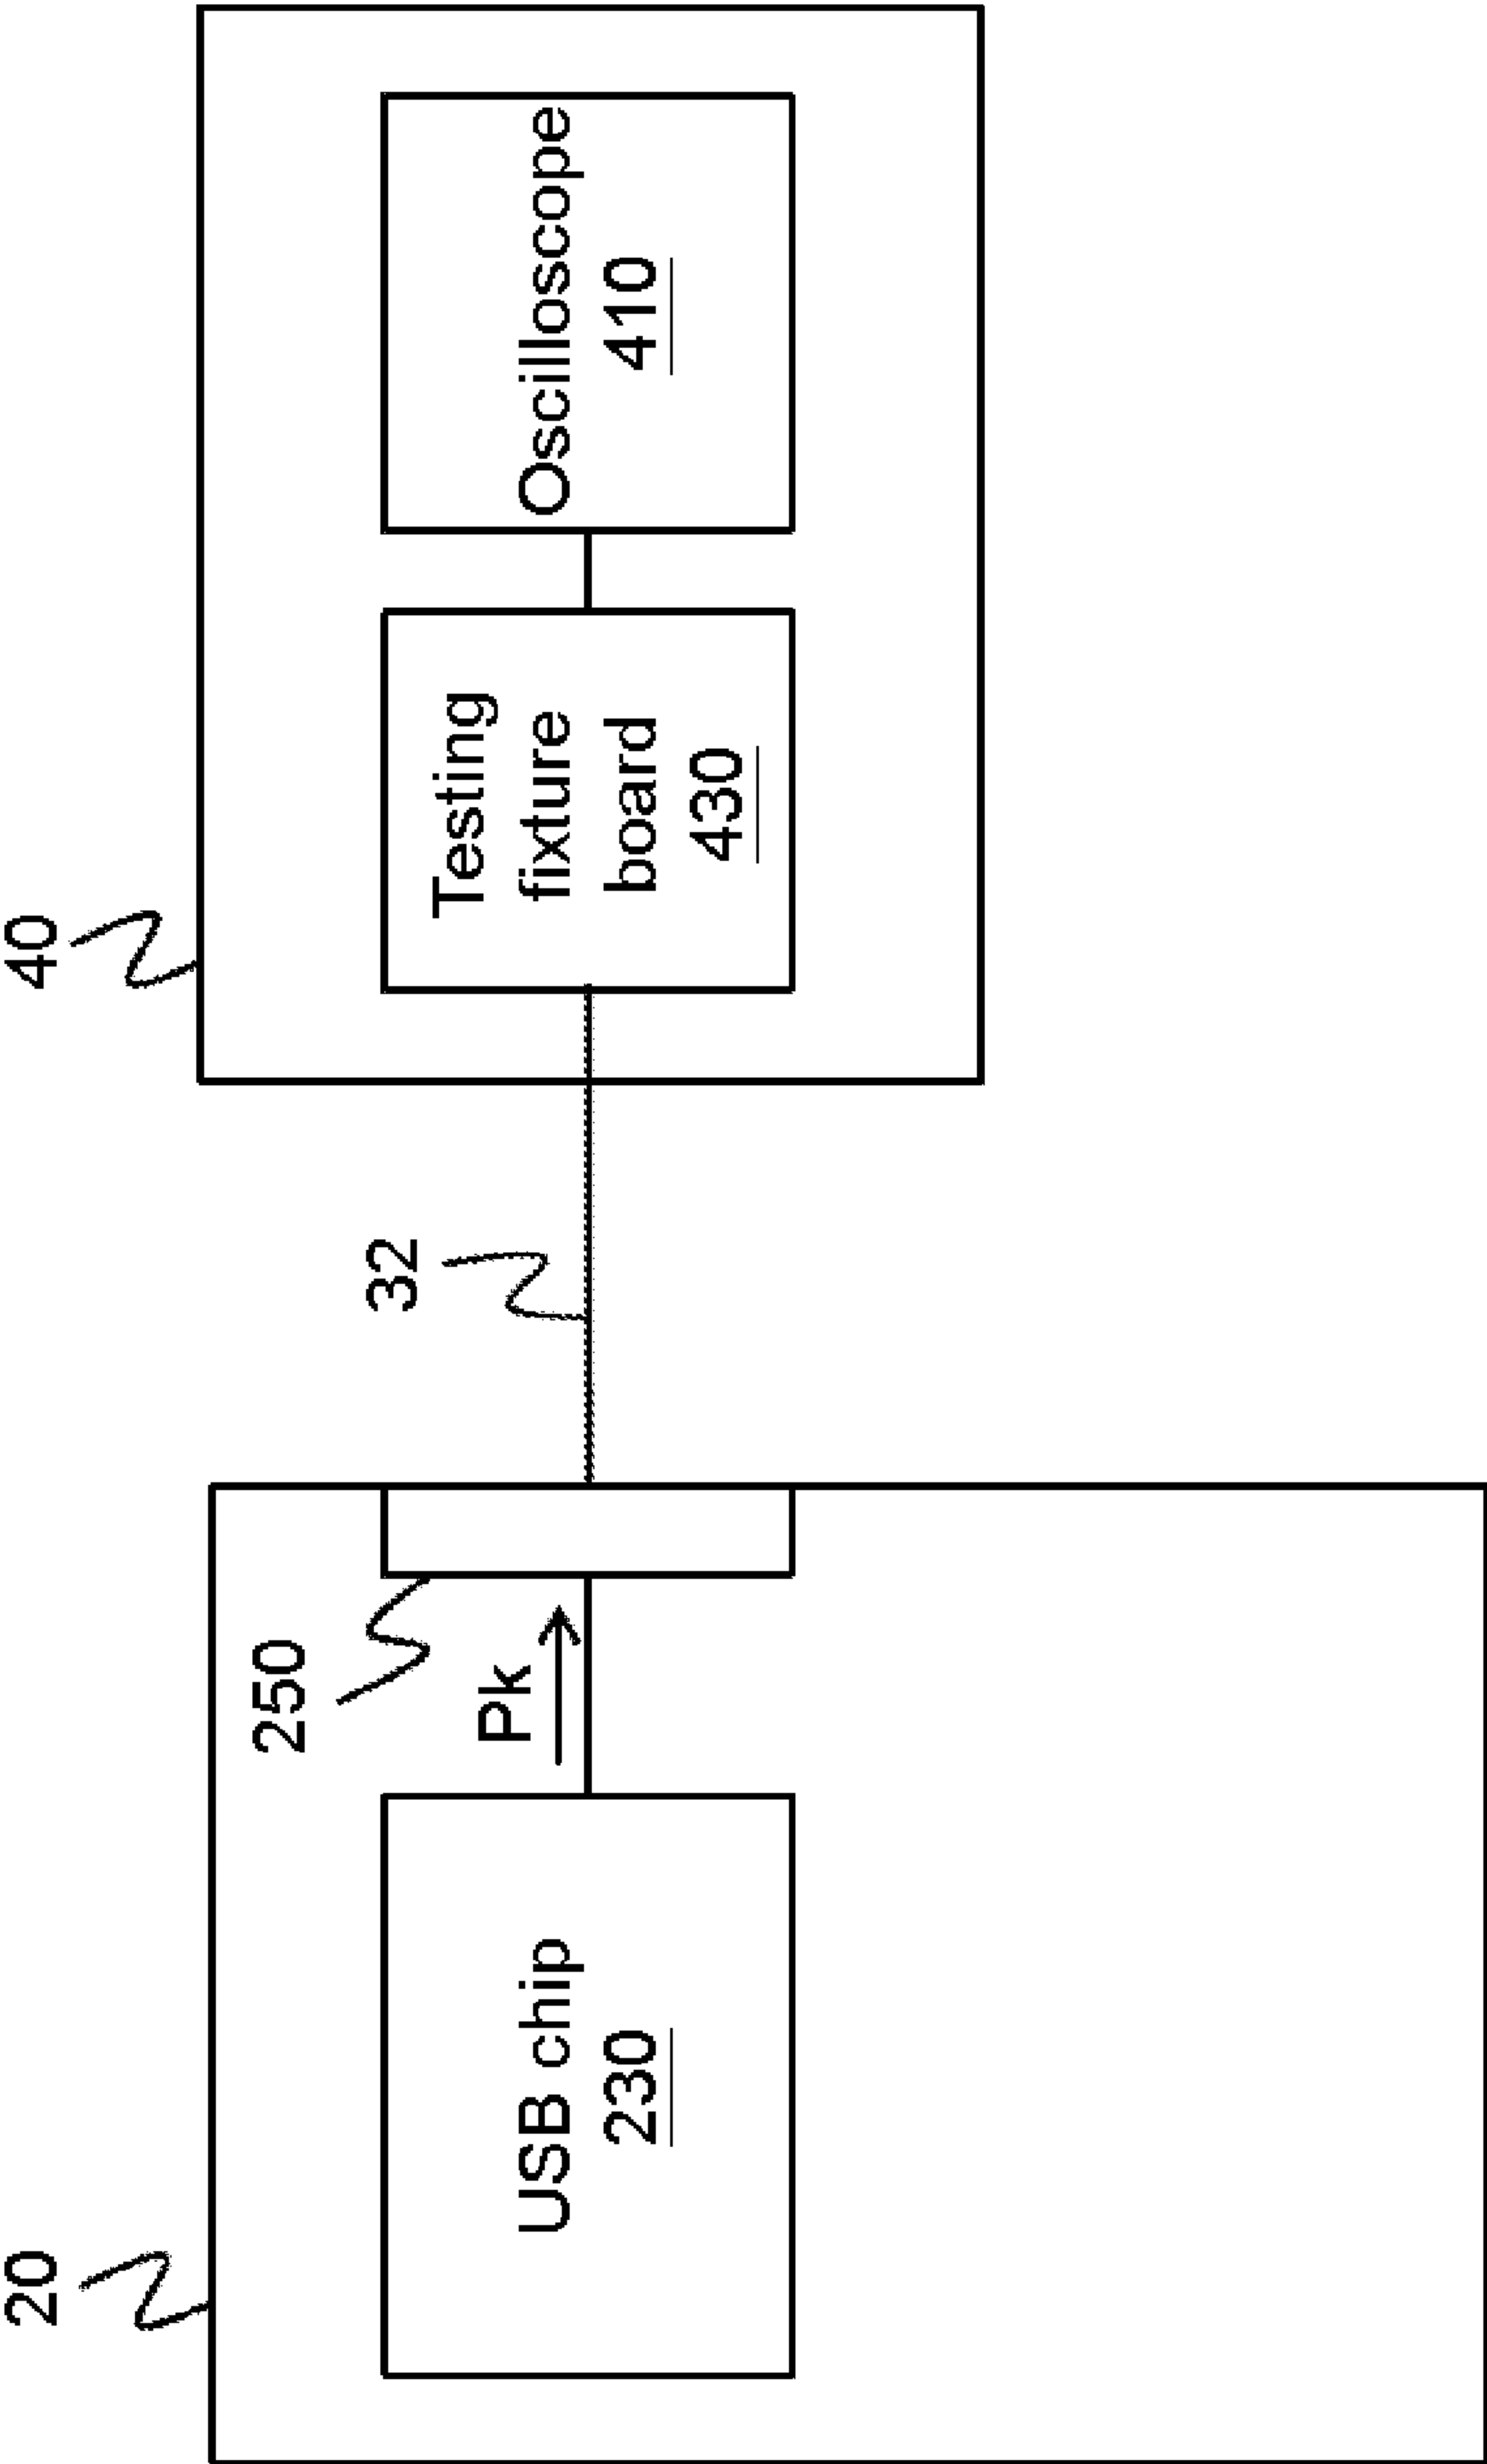 20
USB chip
230
250
Pk
32
40
Testing
fixture
board
430
Oscilloscope
410